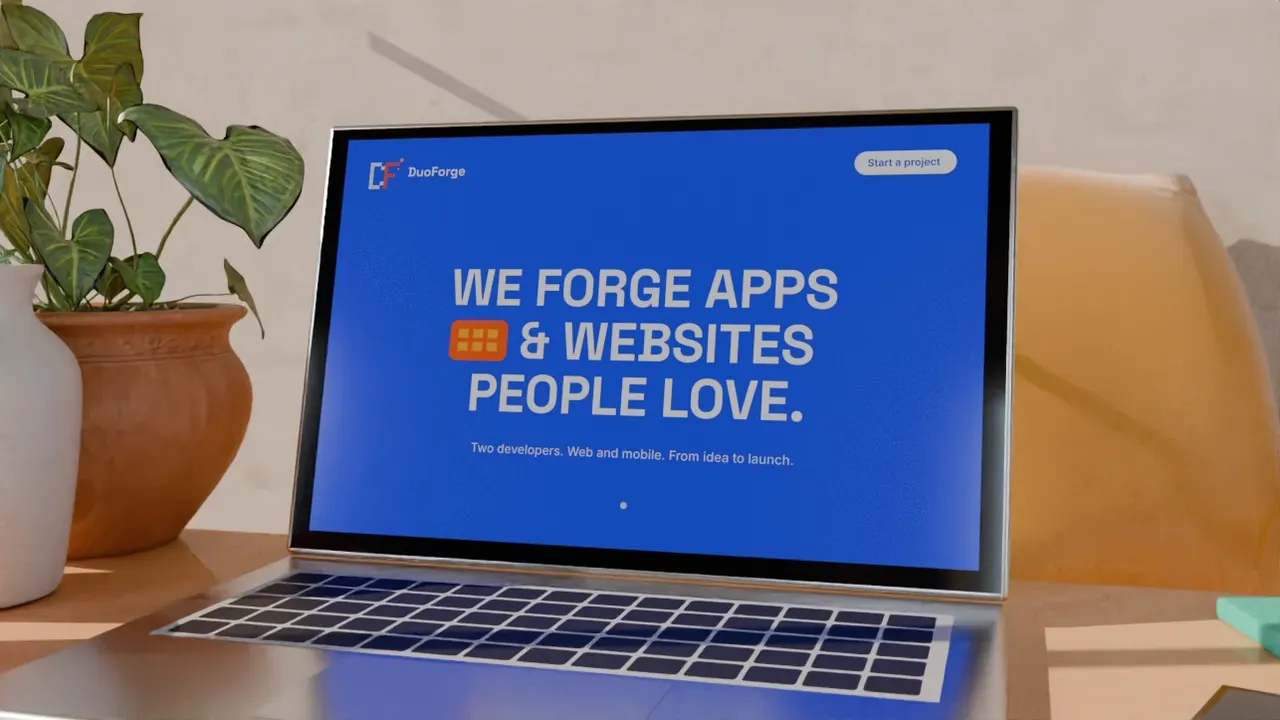 DuoForge
Start a project
WE FORGE APPS
& WEBSITES
PEOPLE LOVE.
Two developers. Web and mobile. From idea to launch.